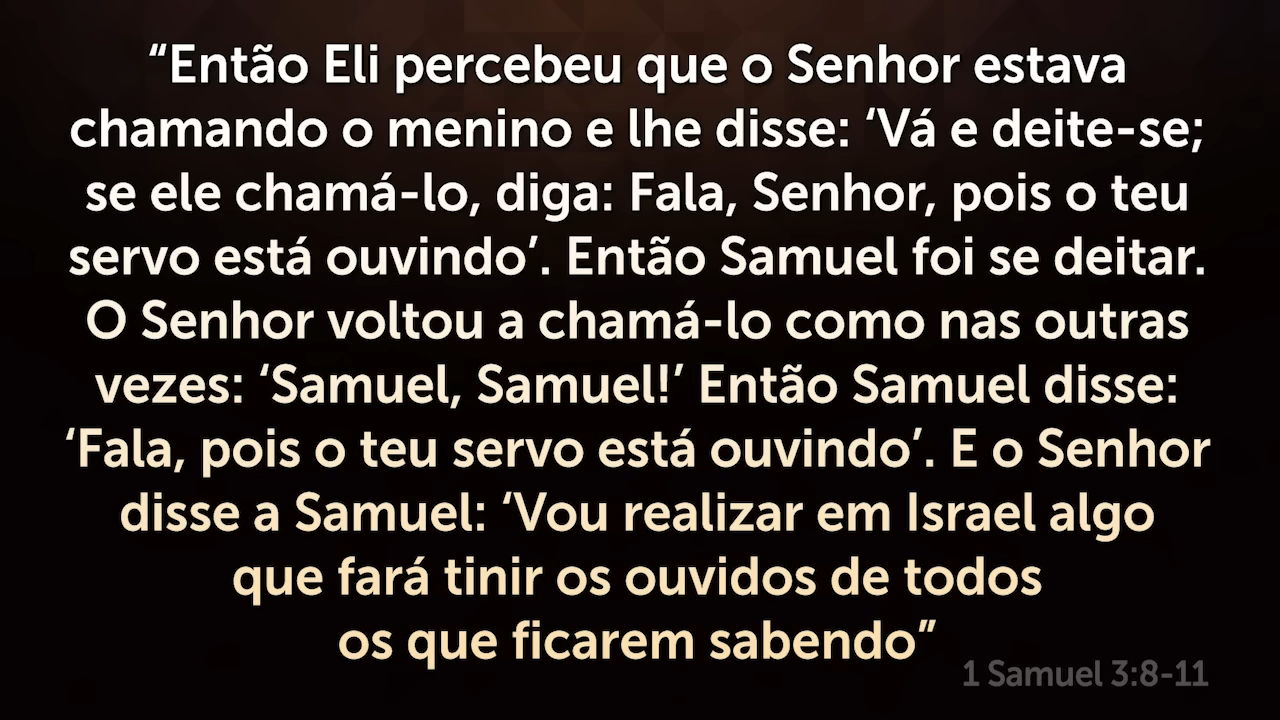 “Então Eli percebeu que o Senhor estava
chamando o menino e lhe disse: ‘Vá e deite-se;
se ele chamá-lo, diga: Fala, Senhor, pois o teu
servo está ouvindo’. Então Samuel foi se deitar.
O Senhor voltou a chamá-lo como nas outras
vezes: ‘Samuel, Samuel!’ Então Samuel disse:
‘Fala, pois o teu servo está ouvindo’. E o Senhor
disse a Samuel: ‘Vou realizar em Israel algo
que fará tinir os ouvidos de todos
os que ficarem sabendo”
1 Samuel 3:8-11